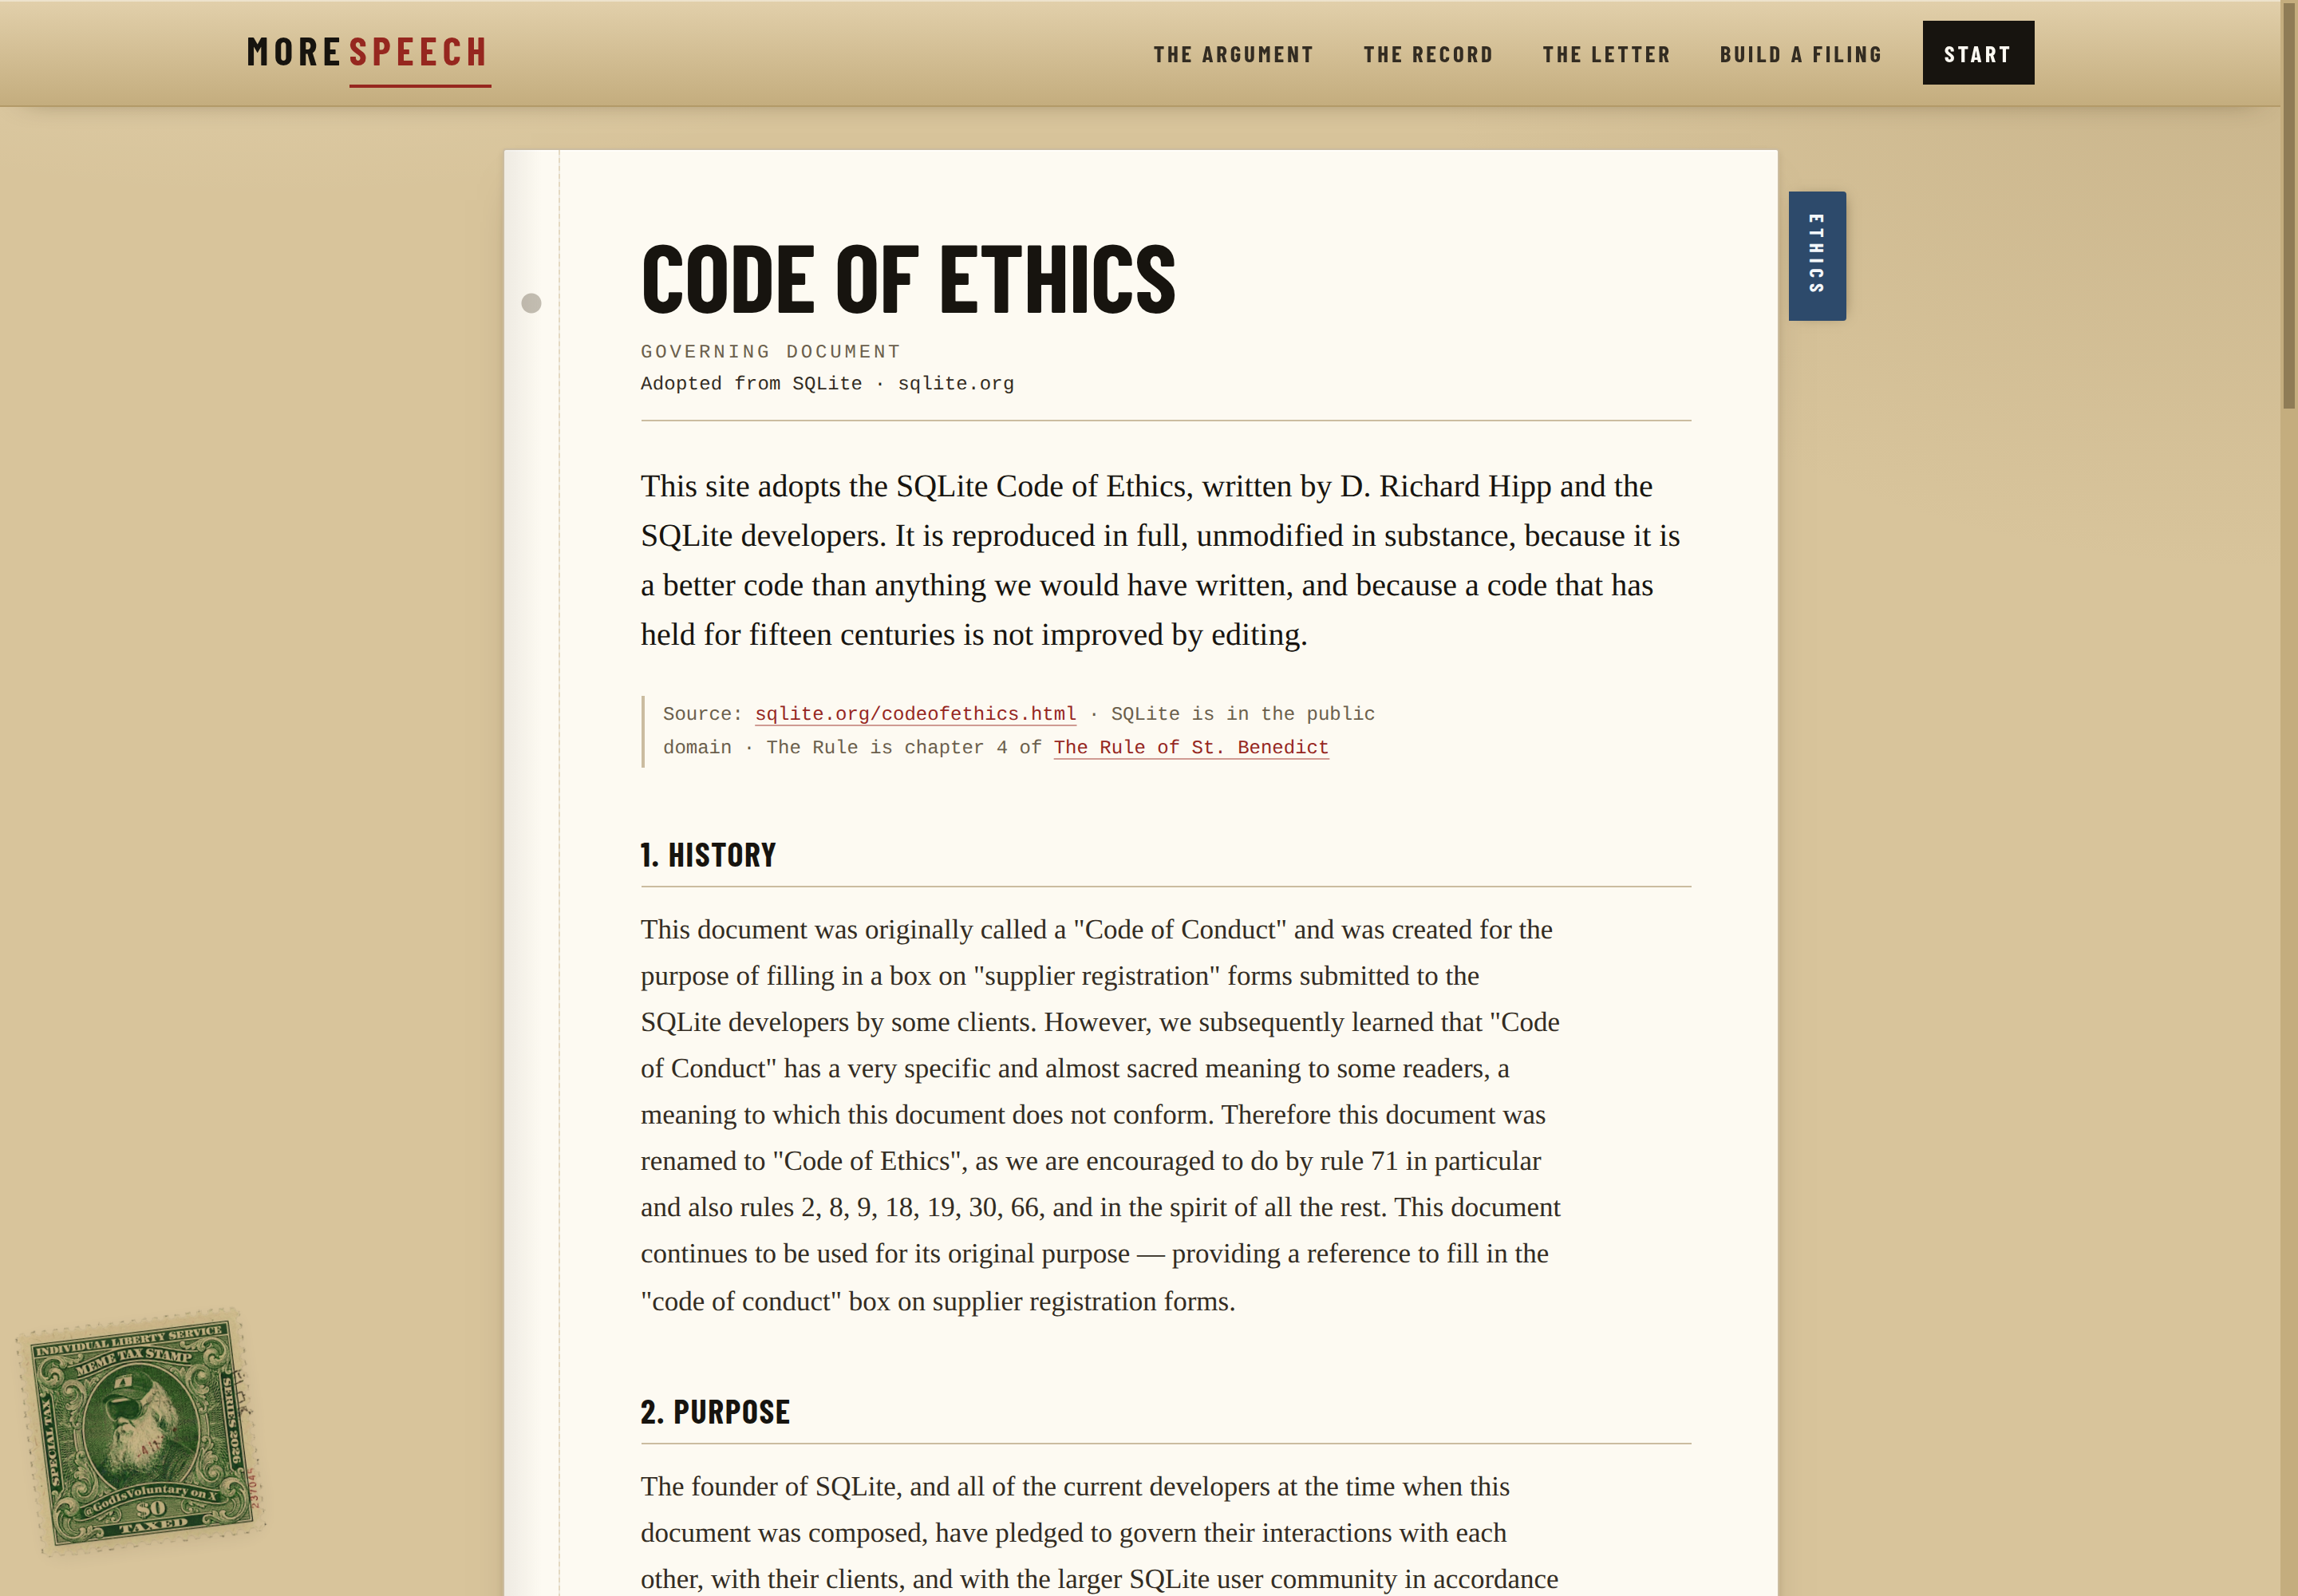 MORESPEECH
THE ARGUMENT
THE RECORD
THE LETTER
BUILD A FILING
START
ETHICS
CODE OF ETHICS
GOVERNING DOCUMENT
Adopted from SQLite · sqlite.org
This site adopts the SQLite Code of Ethics, written by D. Richard Hipp and the
SQLite developers. It is reproduced in full, unmodified in substance, because it is
a better code than anything we would have written, and because a code that has
held for fifteen centuries is not improved by editing.
Source: sqlite.org/codeofethics.html · SQLite is in the public
domain · The Rule is chapter 4 of The Rule of St. Benedict
1. HISTORY
This document was originally called a "Code of Conduct" and was created for the
purpose of filling in a box on "supplier registration" forms submitted to the
SQLite developers by some clients. However, we subsequently learned that "Code
of Conduct" has a very specific and almost sacred meaning to some readers, a
meaning to which this document does not conform. Therefore this document was
renamed to "Code of Ethics", as we are encouraged to do by rule 71 in particular
and also rules 2, 8, 9, 18, 19, 30, 66, and in the spirit of all the rest. This document
continues to be used for its original purpose — providing a reference to fill in the
"code of conduct" box on supplier registration forms.
2. PURPOSE
The founder of SQLite, and all of the current developers at the time when this
document was composed, have pledged to govern their interactions with each
other, with their clients, and with the larger SQLite user community in accordance
INDIVIDUAL LIBERTY SERVICE
MEME TAX STAMP
SPECIAL TAX
SERIES 2026
@GodIsVoluntary on X
$0
TAXED